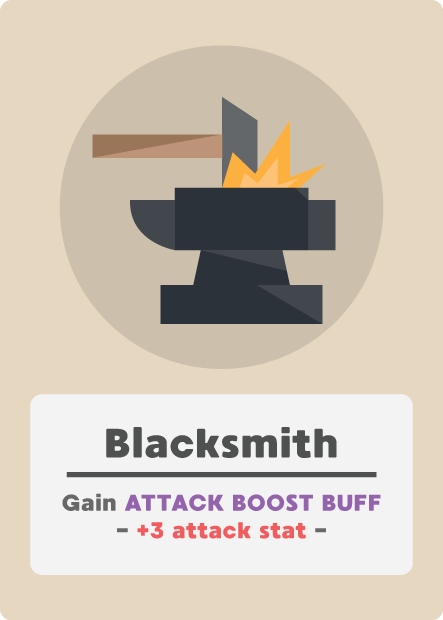 Blacksmith
Gain ATTACK BOOST BUFF
– +3 attack stat –